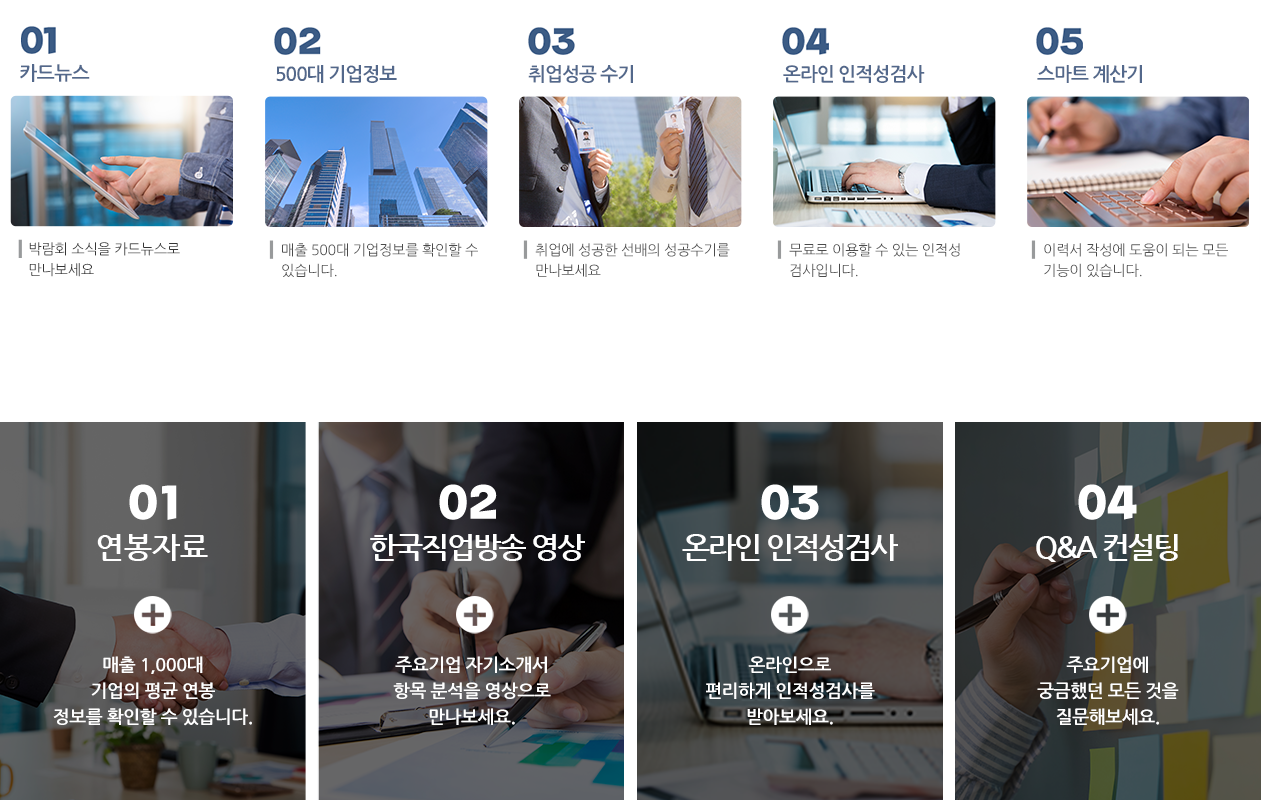 01
카드뉴스
박람회 소식을 카드뉴스로
만나보세요
02
500대 기업정보
매출 500대 기업정보를 확인할 수
있습니다.
03
취업성공 수기
취업에 성공한 선배의 성공수기를
만나보세요
04
온라인 인적성검사
무료로 이용할 수 있는 인적성
검사입니다.
05
스마트 계산기
이력서 작성에 도움이 되는 모든
기능이 있습니다.
01
연봉자료
매출 1,000대
기업의 평균 연봉
정보를 확인할 수 있습니다.
02
한국직업방송 영상
주요기업 자기소개서
항목 분석을 영상으로
만나보세요.
03
온라인 인적성검사
온라인으로
편리하게 인적성검사를
받아보세요.
04
Q&A 컨설팅
주요기업에
궁금했던 모든 것을
질문해보세요.